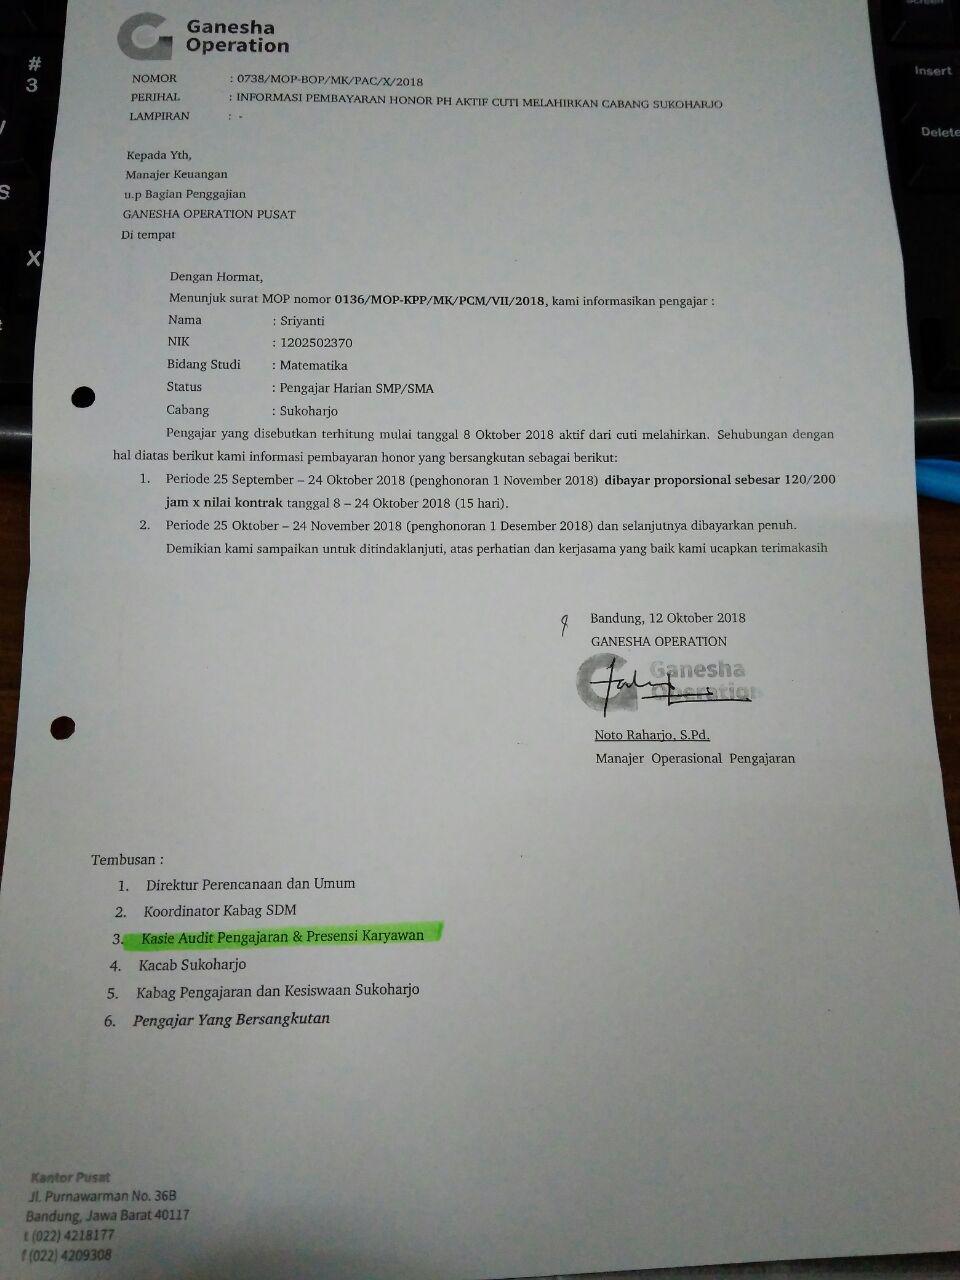 Ganesha
Operation
NOMOR : 0738/MOP-BOP/MK/PAC/X/2018
PERIHAL : INFORMASI PEMBAYARAN HONOR PH AKTIF CUTI MELAHIRKAN CABANG SUKOHARJO
LAMPIRAN : -
Kepada Yth,
Manajer Keuangan
u.p Bagian Penggajian
GANESHA OPERATION PUSAT
Di tempat
Dengan Hormat,
Menunjuk surat MOP nomor 0136/MOP-KPP/MK/PCM/VII/2018, kami informasikan pengajar :
Nama : Sriyanti
NIK : 1202502370
Bidang Studi : Matematika
Status : Pengajar Harian SMP/SMA
Cabang : Sukoharjo
Pengajar yang disebutkan terhitung mulai tanggal 8 Oktober 2018 aktif dari cuti melahirkan. Sehubungan dengan
hal diatas berikut kami informasi pembayaran honor yang bersangkutan sebagai berikut:
1. Periode 25 September – 24 Oktober 2018 (penghonoran 1 November 2018) dibayar proporsional sebesar 120/200
jam x nilai kontrak tanggal 8 – 24 Oktober 2018 (15 hari).
2. Periode 25 Oktober – 24 November 2018 (penghonoran 1 Desember 2018) dan selanjutnya dibayarkan penuh.
Demikian kami sampaikan untuk ditindaklanjuti, atas perhatian dan kerjasama yang baik kami ucapkan terimakasih
Bandung, 12 Oktober 2018
GANESHA OPERATION
Ganesha
Operation
Noto Raharjo, S.Pd.
Manajer Operasional Pengajaran
Tembusan :
1. Direktur Perencanaan dan Umum
2. Koordinator Kabag SDM
3. Kasie Audit Pengajaran & Presensi Karyawan
4. Kacab Sukoharjo
5. Kabag Pengajaran dan Kesiswaan Sukoharjo
6. Pengajar Yang Bersangkutan
Kantor Pusat
Jl. Purnawarman No. 36B
Bandung, Jawa Barat 40117
t (022) 4218177
f (022) 4209308
#
3
S
X
Insert
Delete